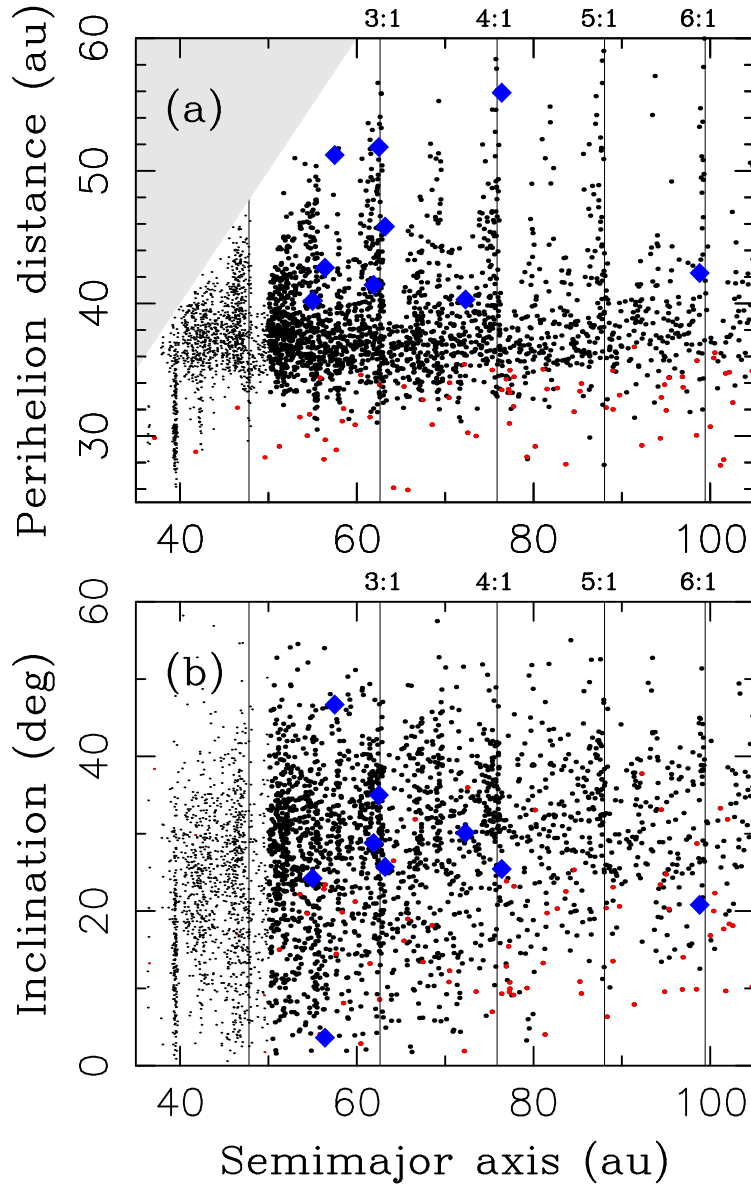 3:1 4:1 5:1 6:1
(a)
Perihelion distance (au)
60
50
40
30
40 60 80 100
3:1 4:1 5:1 6:1
(b)
Inclination (deg)
60
40
20
0
40 60 80 100
Semimajor axis (au)